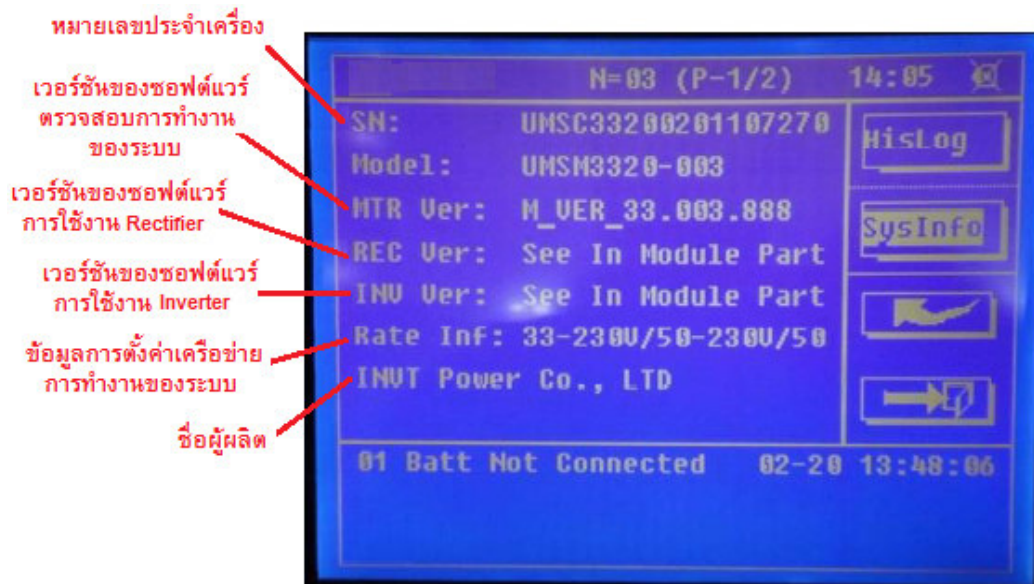 หมายเลขประจำเครื่อง
เวอร์ชันของซอฟต์แวร์
ตรวจสอบการทำงาน
ของระบบ
เวอร์ชันของซอฟต์แวร์
การใช้งาน Rectifier
เวอร์ชันของซอฟต์แวร์
การใช้งาน Inverter
ข้อมูลการตั้งค่าเครือข่าย
การทำงานของระบบ
ชื่อผู้ผลิต
N=03 (P-1/2) 14:05
SN: UMSC33200201107270
Model: UMSM3320-003
MTR Ver: M_VER_33.003.888
REC Ver: See In Module Part
INV Ver: See In Module Part
Rate Inf: 33-230V/50-230V/50
INVT Power Co., LTD
HisLog
SysInfo
01 Batt Not Connected 02-20 13:48:06